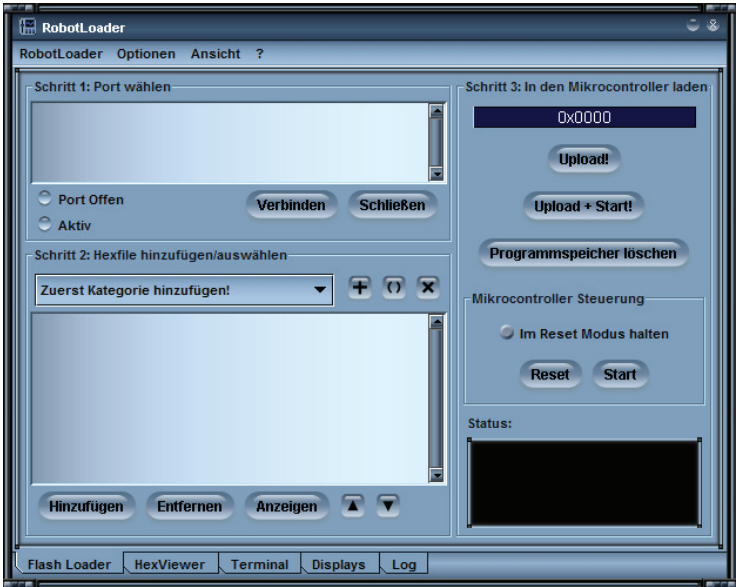 RobotLoader
RobotLoader Optionen Ansicht ?
Schritt 1: Port wählen
Port Offen
Aktiv
Verbinden Schließen
Schritt 2: Hexfile hinzufügen/auswählen
Zuerst Kategorie hinzufügen!
Hinzufügen Entfernen Anzeigen
Schritt 3: In den Mikrocontroller laden
0x0000
Upload!
Upload + Start!
Programmspeicher löschen
Mikrocontroller Steuerung
Im Reset Modus halten
Reset Start
Status:
Flash Loader HexViewer Terminal Displays Log